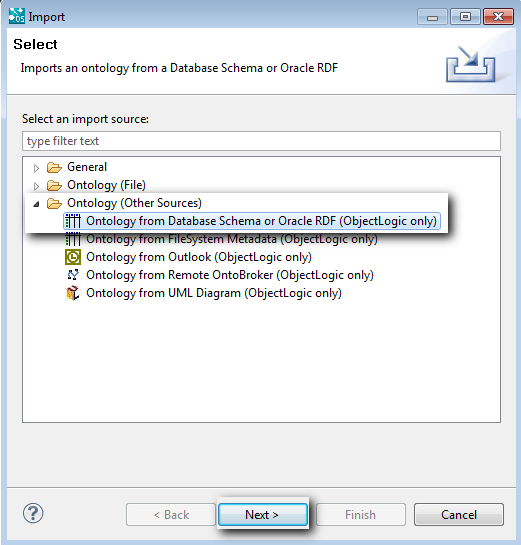 OS Import
Select
Imports an ontology from a Database Schema or Oracle RDF
Select an import source:
type filter text
General
Ontology (File)
Ontology (Other Sources)
Ontology from Database Schema or Oracle RDF (ObjectLogic only)
Ontology from FileSystem Metadata (ObjectLogic only)
Ontology from Outlook (ObjectLogic only)
Ontology from Remote OntoBroker (ObjectLogic only)
Ontology from UML Diagram (ObjectLogic only)
? < Back Next > Finish Cancel